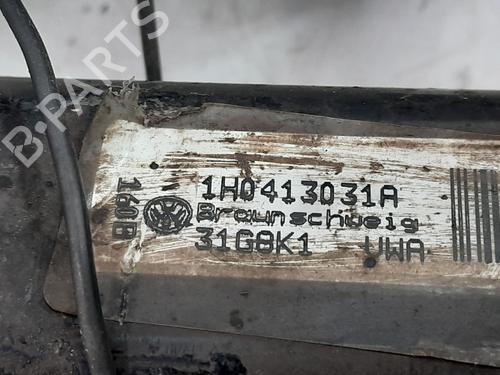 B-PARTS
1H0413031A
Braunschweig
31G8K1 VWA
160B